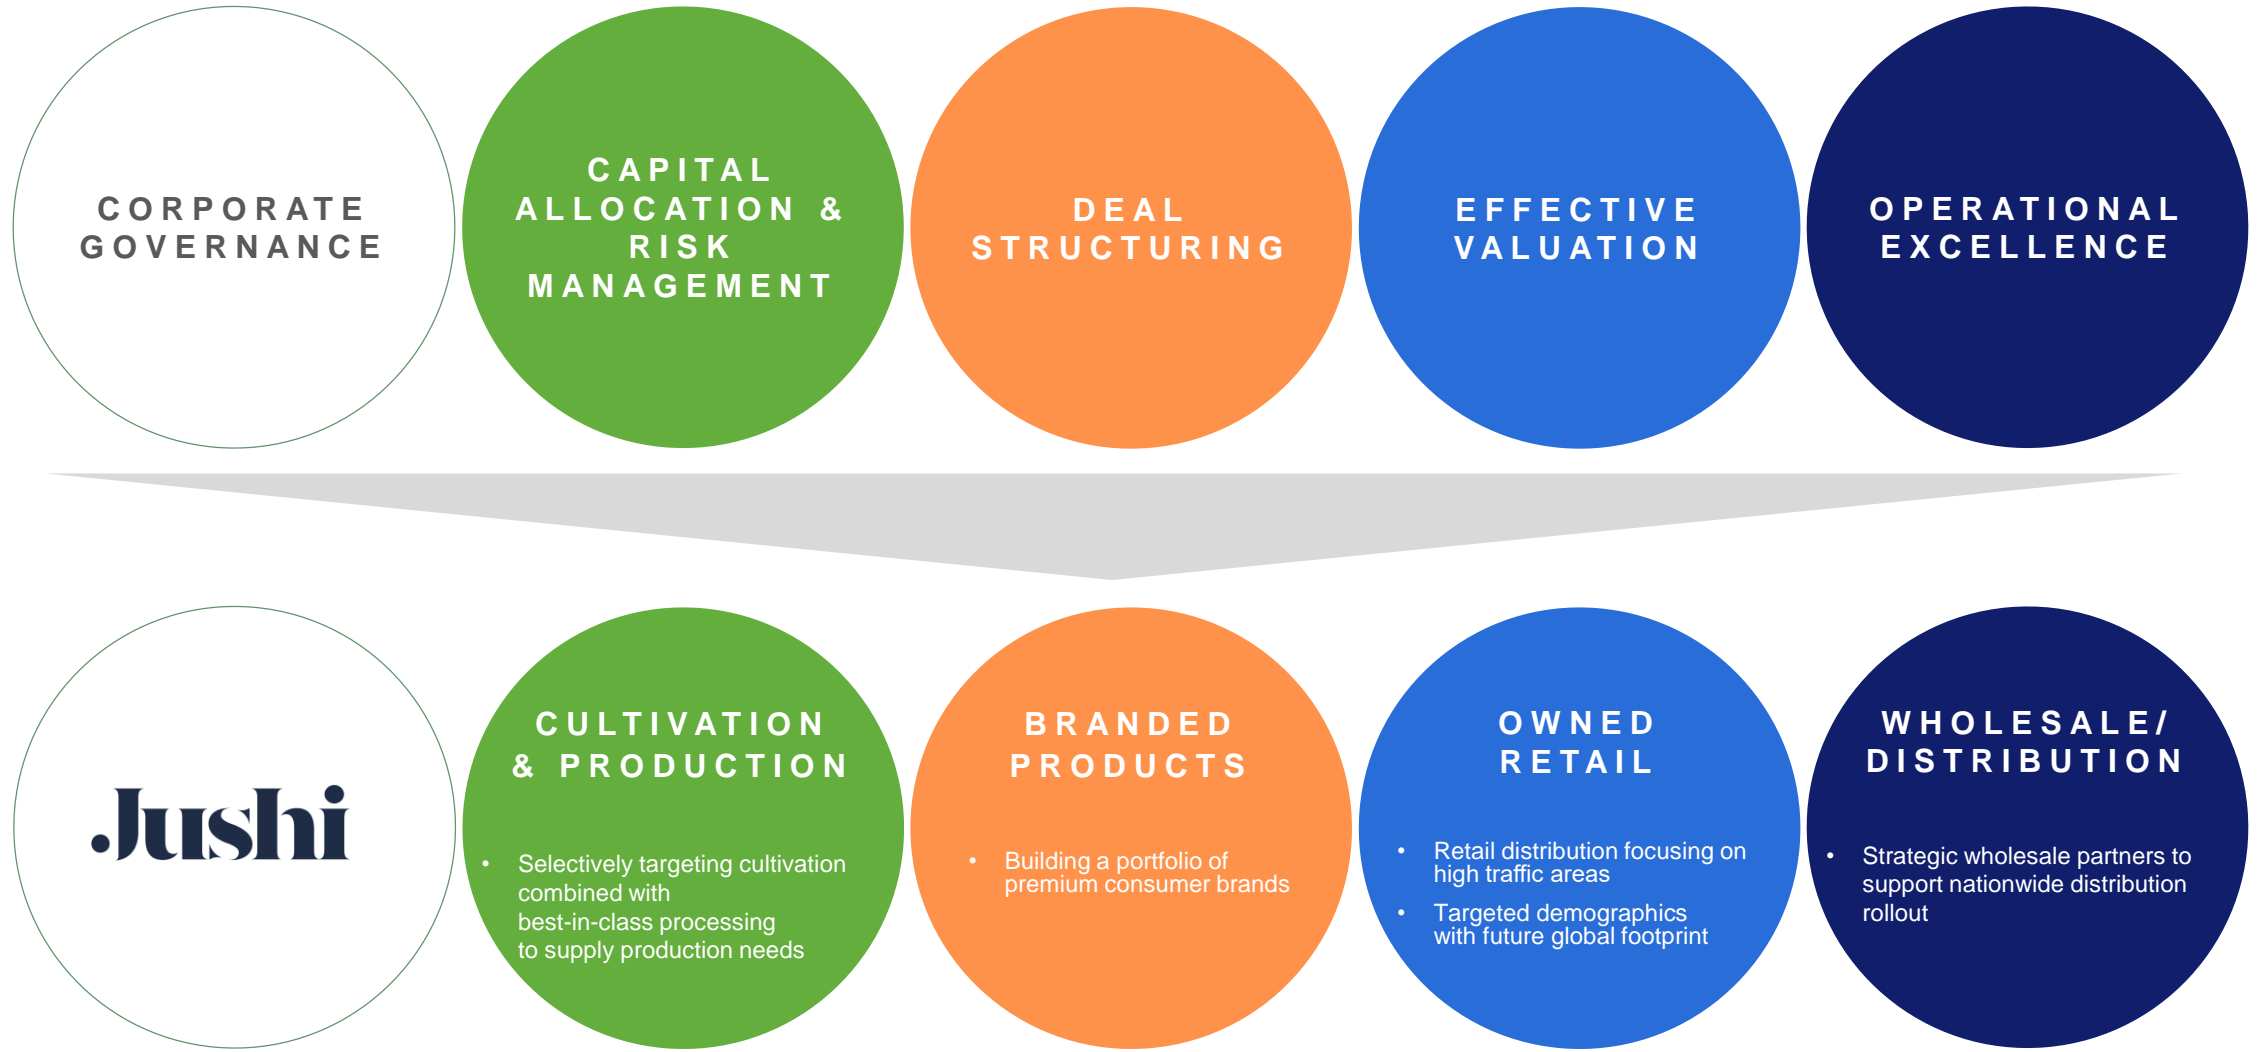 CORPORATE
GOVERNANCE
CAPITAL
ALLOCATION &
RISK
MANAGEMENT
DEAL
STRUCTURING
EFFECTIVE
VALUATION
OPERATIONAL
EXCELLENCE
Jushi
CULTIVATION
& PRODUCTION
• Selectively targeting cultivation
combined with
best-in-class processing
to supply production needs
BRANDED
PRODUCTS
• Building a portfolio of
premium consumer brands
OWNED
RETAIL
• Retail distribution focusing on
high traffic areas
• Targeted demographics
with future global footprint
WHOLESALE/
DISTRIBUTION
• Strategic wholesale partners to
support nationwide distribution
rollout